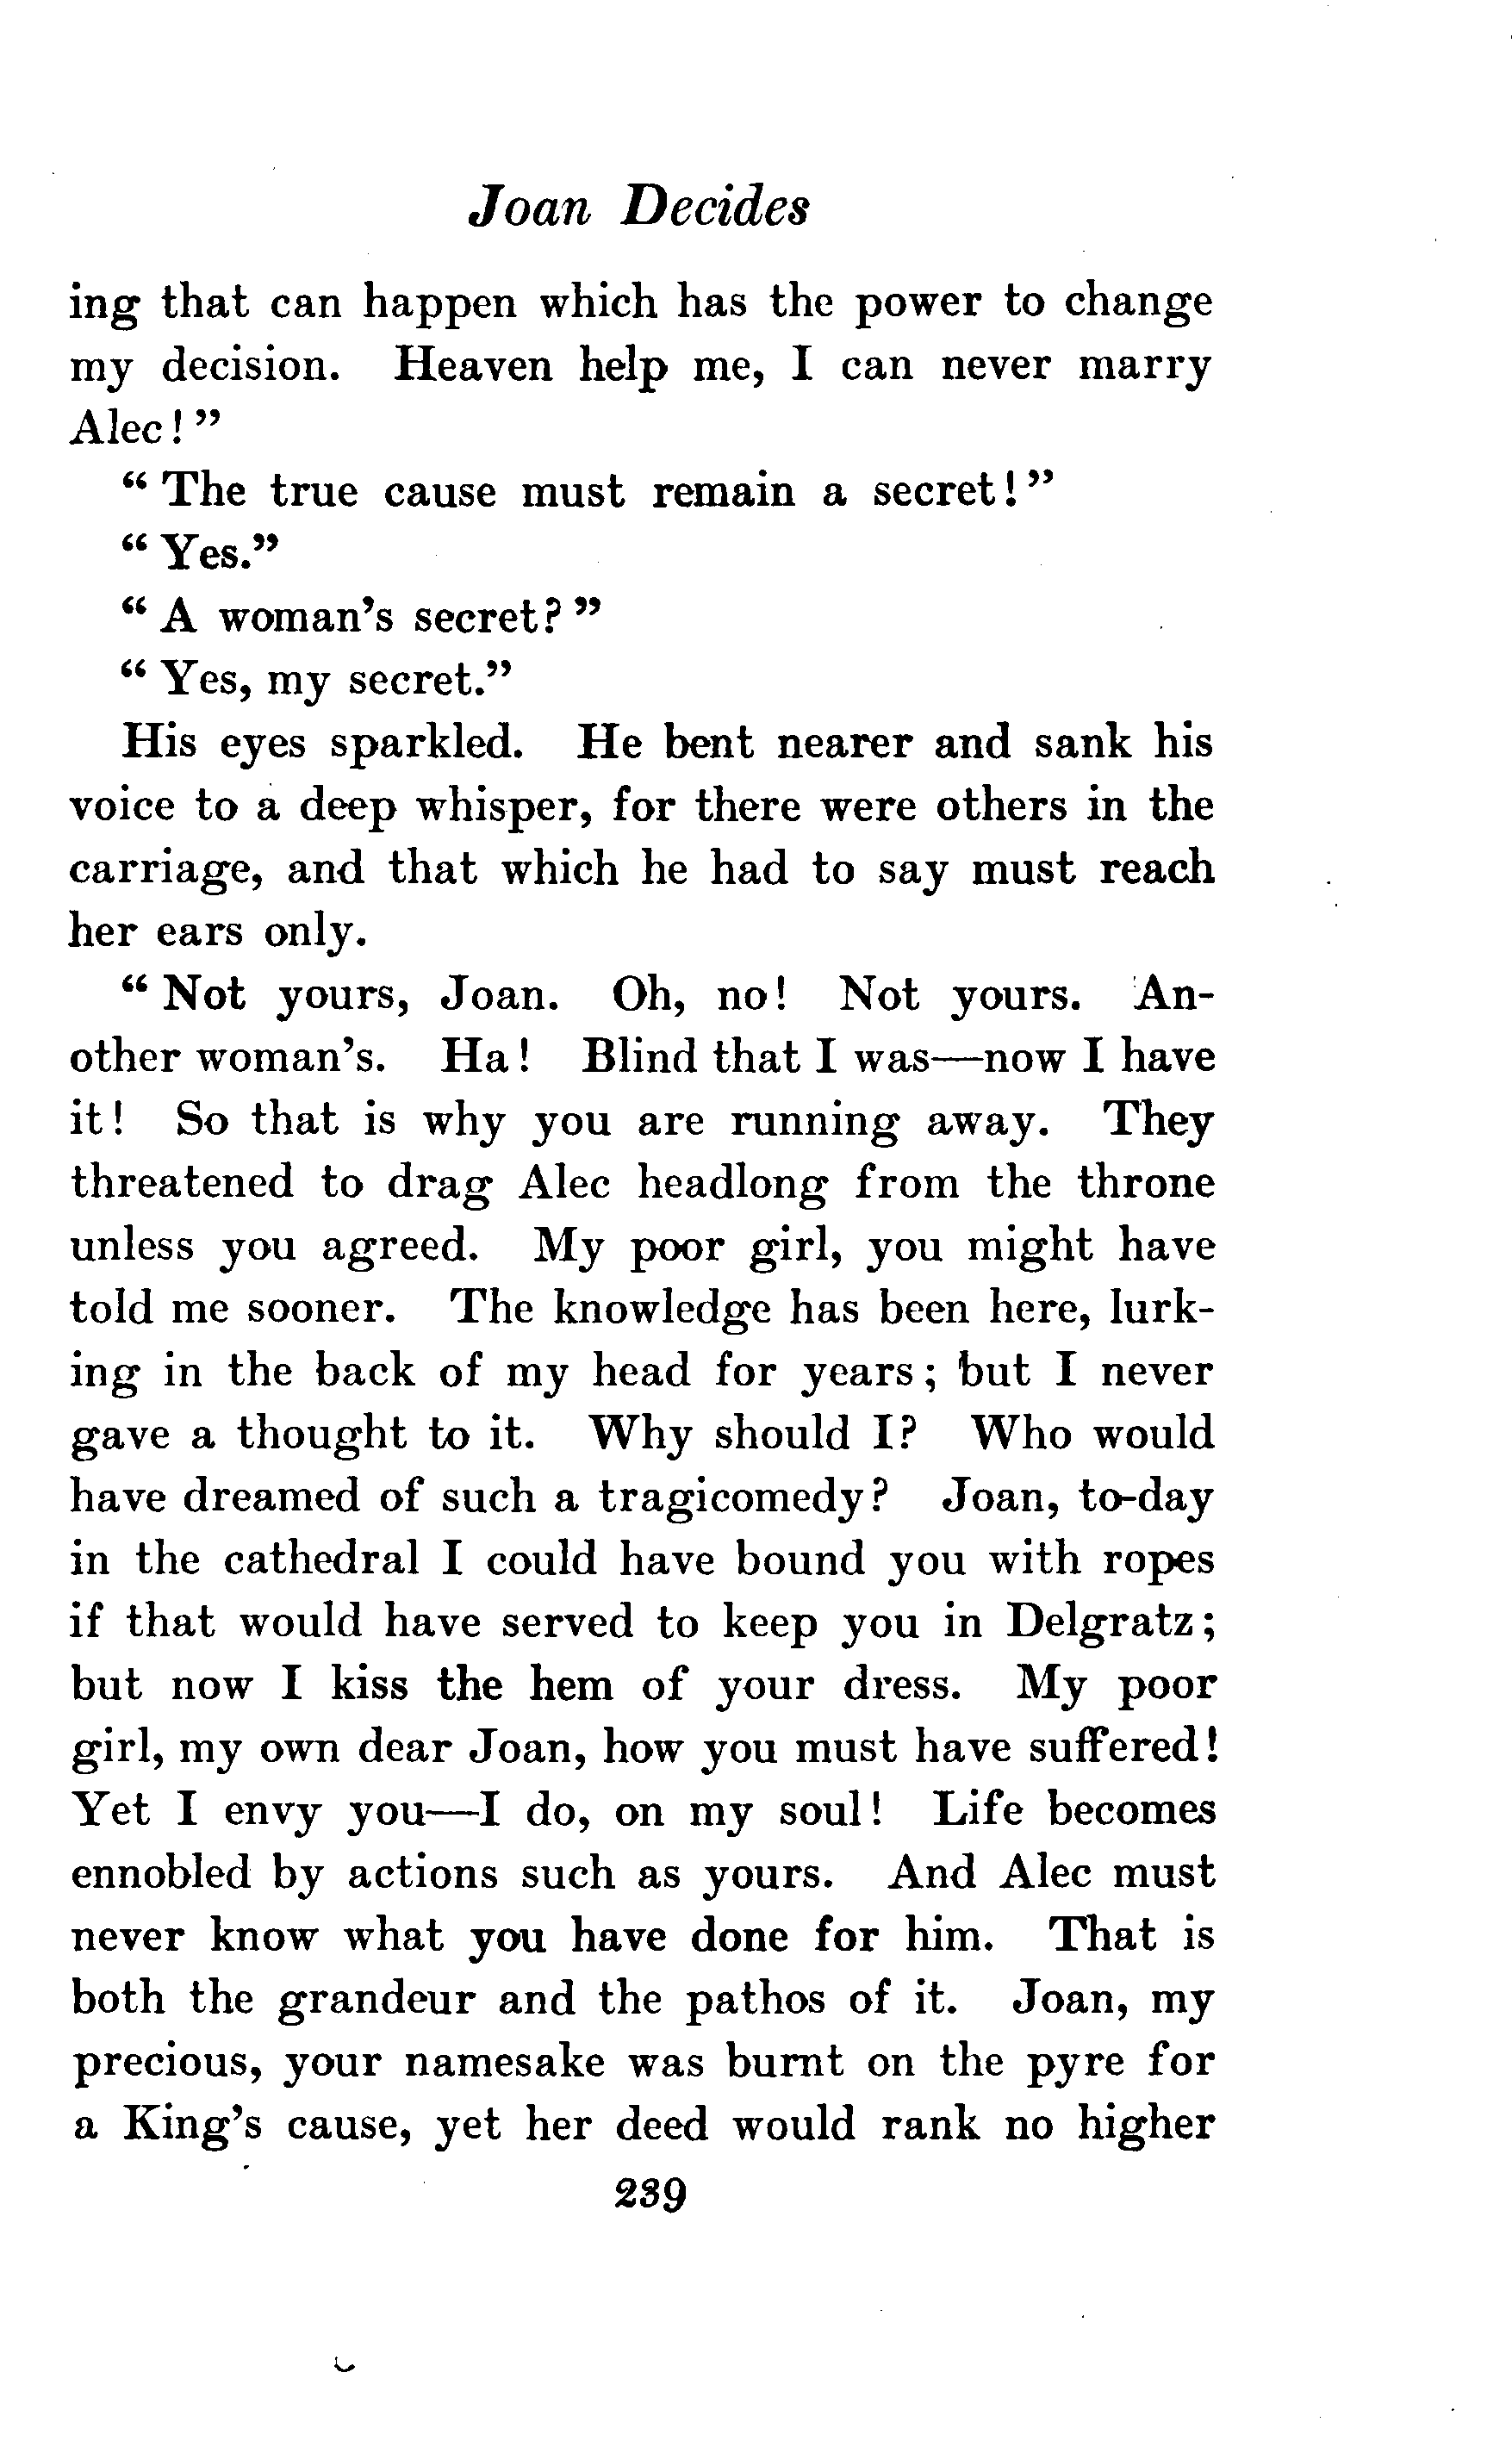 Joan Decides
ing that can happen which has the power to change
my decision. Heaven help me, I can never marry
Alec!"
"The true cause must remain a secret!"
"Yes."
"A woman's secret?"
"Yes, my secret."
His eyes sparkled. He bent nearer and sank his
voice to a deep whisper, for there were others in the
carriage, and that which he had to say must reach
her ears only.
"Not yours, Joan. Oh, no! Not yours. An-
other woman's. Ha! Blind that I was—now I have
it! So that is why you are running away. They
threatened to drag Alec headlong from the throne
unless you agreed. My poor girl, you might have
told me sooner. The knowledge has been here, lurk-
ing in the back of my head for years; but I never
gave a thought to it. Why should I? Who would
have dreamed of such a tragicomedy? Joan, to-day
in the cathedral I could have bound you with ropes
if that would have served to keep you in Delgratz;
but now I kiss the hem of your dress. My poor
girl, my own dear Joan, how you must have suffered!
Yet I envy you—I do, on my soul! Life becomes
ennobled by actions such as yours. And Alec must
never know what you have done for him. That is
both the grandeur and the pathos of it. Joan, my
precious, your namesake was burnt on the pyre for
a King's cause, yet her deed would rank no higher
239